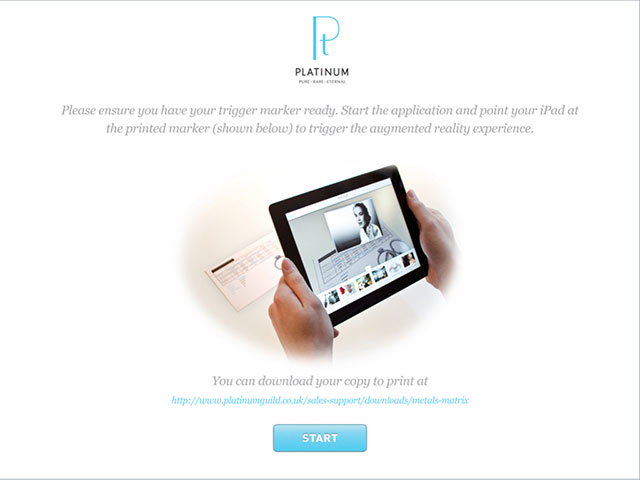 Pt
PLATINUM
PURE · RARE · ETERNAL
Please ensure you have your trigger marker ready. Start the application and point your iPad at
the printed marker (shown below) to trigger the augmented reality experience.
You can download your copy to print at
http://www.platinumguild.co.uk/sales-support/downloads/metals-matrix
START